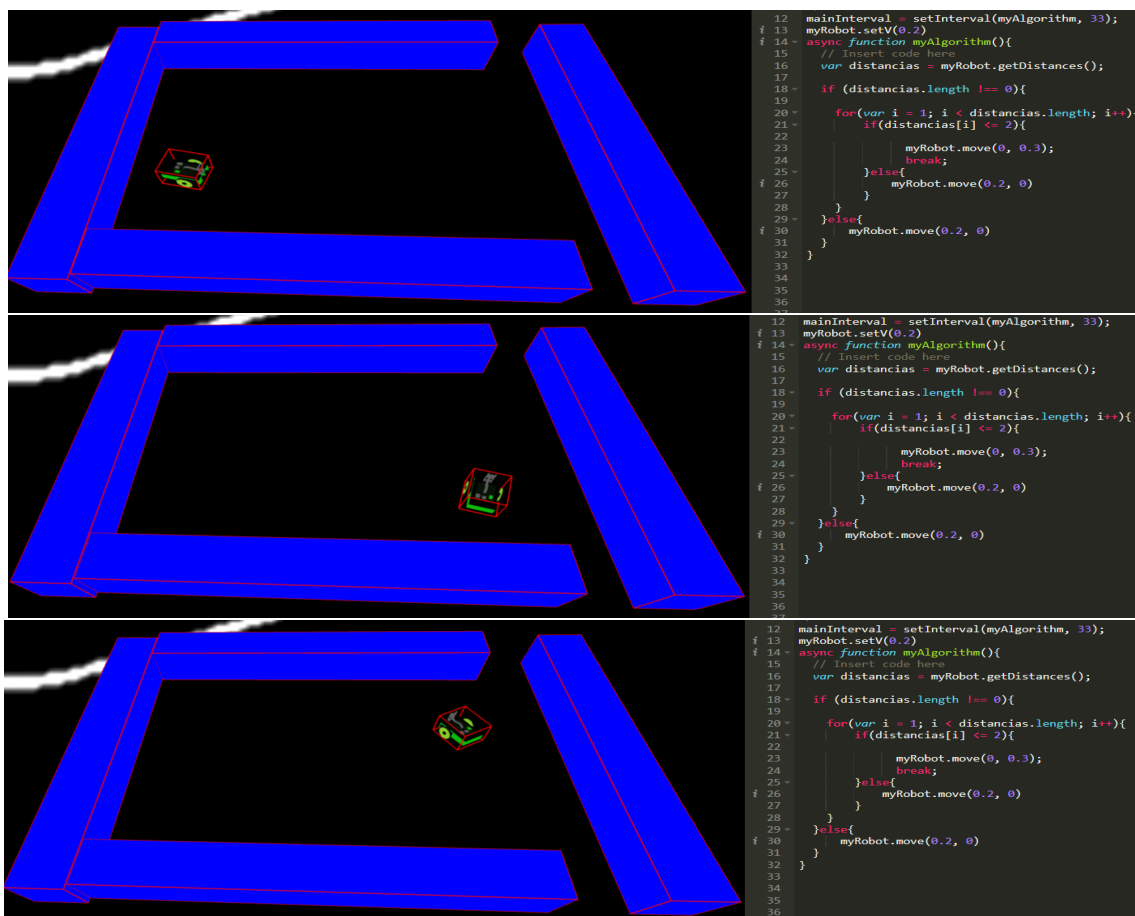 12 mainInterval = setInterval(myAlgorithm, 33);
i 13 myRobot.setV(0.2)
i 14 async function myAlgorithm(){
15 // Insert code here
16 var distancias = myRobot.getDistances();
17
18 if (distancias.length !== 0){
19
20 for(var i = 1; i < distancias.length; i++){
21 if(distancias[i] <= 2){
22
23 myRobot.move(0, 0.3);
24 break;
25 }else{
i 26 myRobot.move(0.2, 0)
27 }
28 }
29 }else{
i 30 myRobot.move(0.2, 0)
31 }
32 }
33
34
35
36
12 mainInterval = setInterval(myAlgorithm, 33);
i 13 myRobot.setV(0.2)
i 14 async function myAlgorithm(){
15 // Insert code here
16 var distancias = myRobot.getDistances();
17
18 if (distancias.length !== 0){
19
20 for(var i = 1; i < distancias.length; i++){
21 if(distancias[i] <= 2){
22
23 myRobot.move(0, 0.3);
24 break;
25 }else{
i 26 myRobot.move(0.2, 0)
27 }
28 }
29 }else{
i 30 myRobot.move(0.2, 0)
31 }
32 }
33
34
35
36
12 mainInterval = setInterval(myAlgorithm, 33);
i 13 myRobot.setV(0.2)
i 14 async function myAlgorithm(){
15 // Insert code here
16 var distancias = myRobot.getDistances();
17
18 if (distancias.length !== 0){
19
20 for(var i = 1; i < distancias.length; i++){
21 if(distancias[i] <= 2){
22
23 myRobot.move(0, 0.3);
24 break;
25 }else{
i 26 myRobot.move(0.2, 0)
27 }
28 }
29 }else{
i 30 myRobot.move(0.2, 0)
31 }
32 }
33
34
35
36